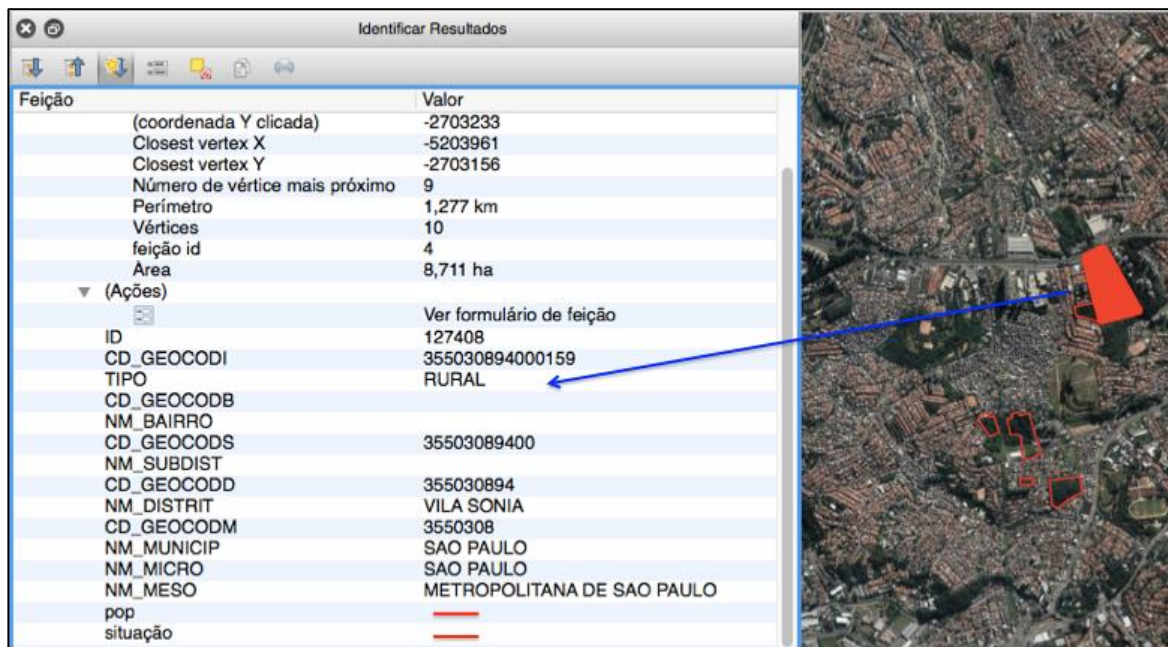 Identificar Resultados
Feição Valor
(coordenada Y clicada) -2703233
Closest vertex X -5203961
Closest vertex Y -2703156
Número de vértice mais próximo 9
Perímetro 1,277 km
Vértices 10
feição id 4
Área 8,711 ha
(Ações)
Ver formulário de feição
ID 127408
CD_GEOCODI 355030894000159
TIPO RURAL
CD_GEOCODB
NM_BAIRRO
CD_GEOCODS 35503089400
NM_SUBDIST
CD_GEOCODD 355030894
NM_DISTRIT VILA SONIA
CD_GEOCODM 3550308
NM_MUNICIP SAO PAULO
NM_MICRO SAO PAULO
NM_MESO METROPOLITANA DE SAO PAULO
pop
situação